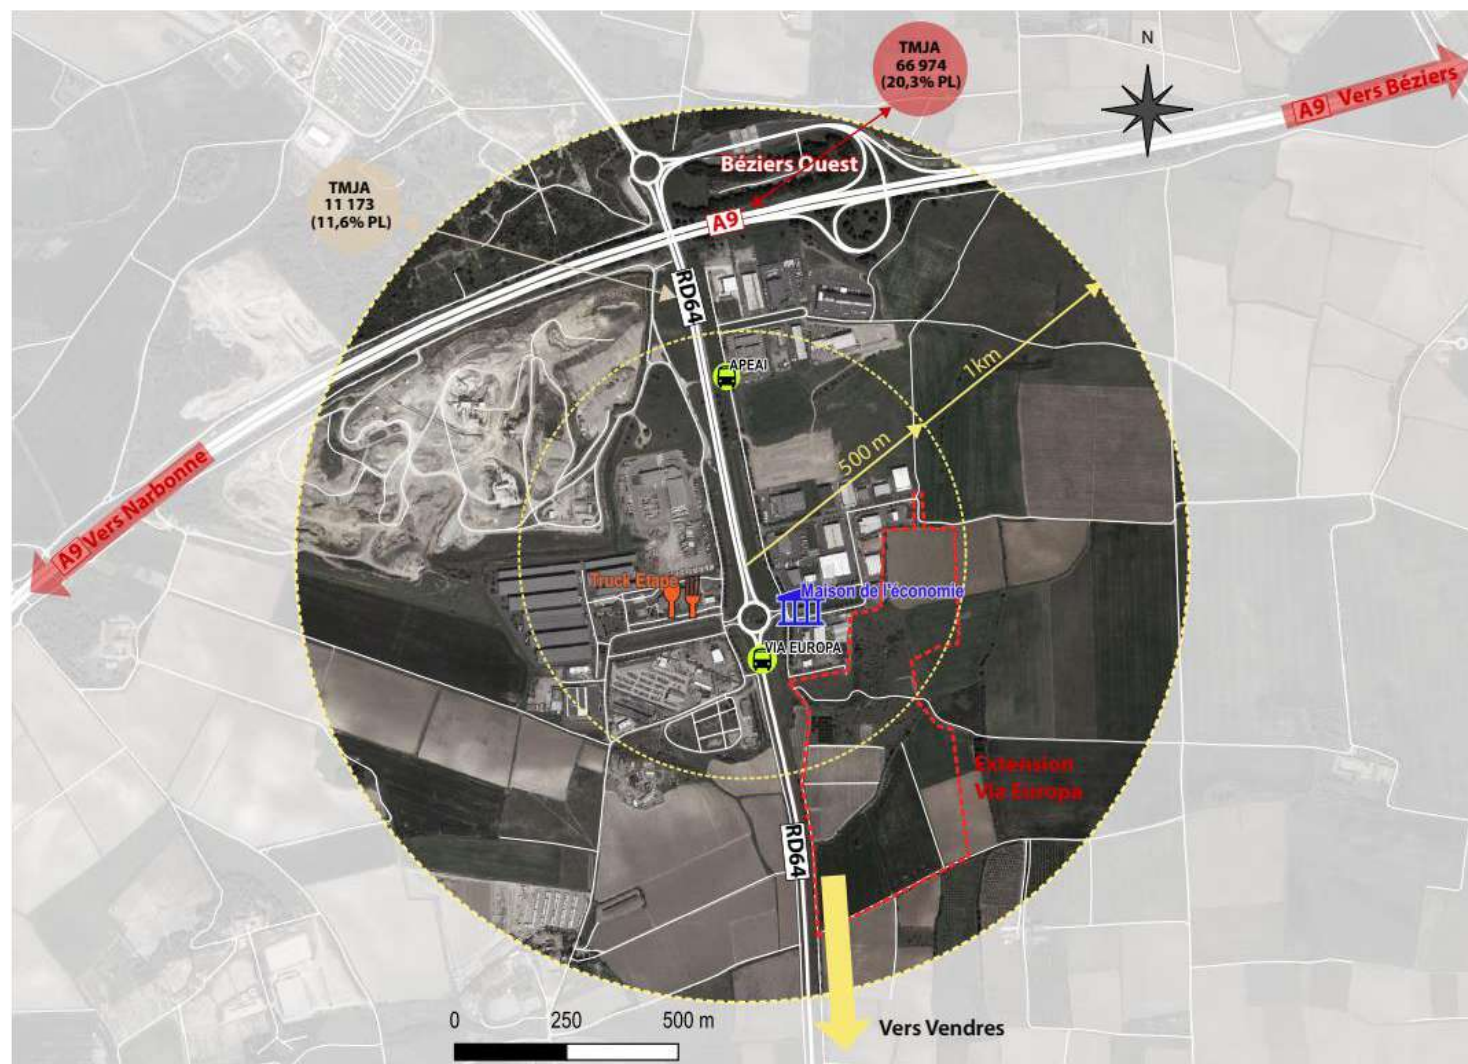 N
TMJA
66 974
(20,3% PL)
A9 Vers Béziers
Béziers Ouest
TMJA
11 173
(11,6% PL)
A9
RD64
1km
APEAI
500 m
A9 Vers Narbonne
Truck Etape
Maison de l'économie
VIA EUROPA
Extension
Via Europa
RD64
0 250 500 m
Vers Vendres